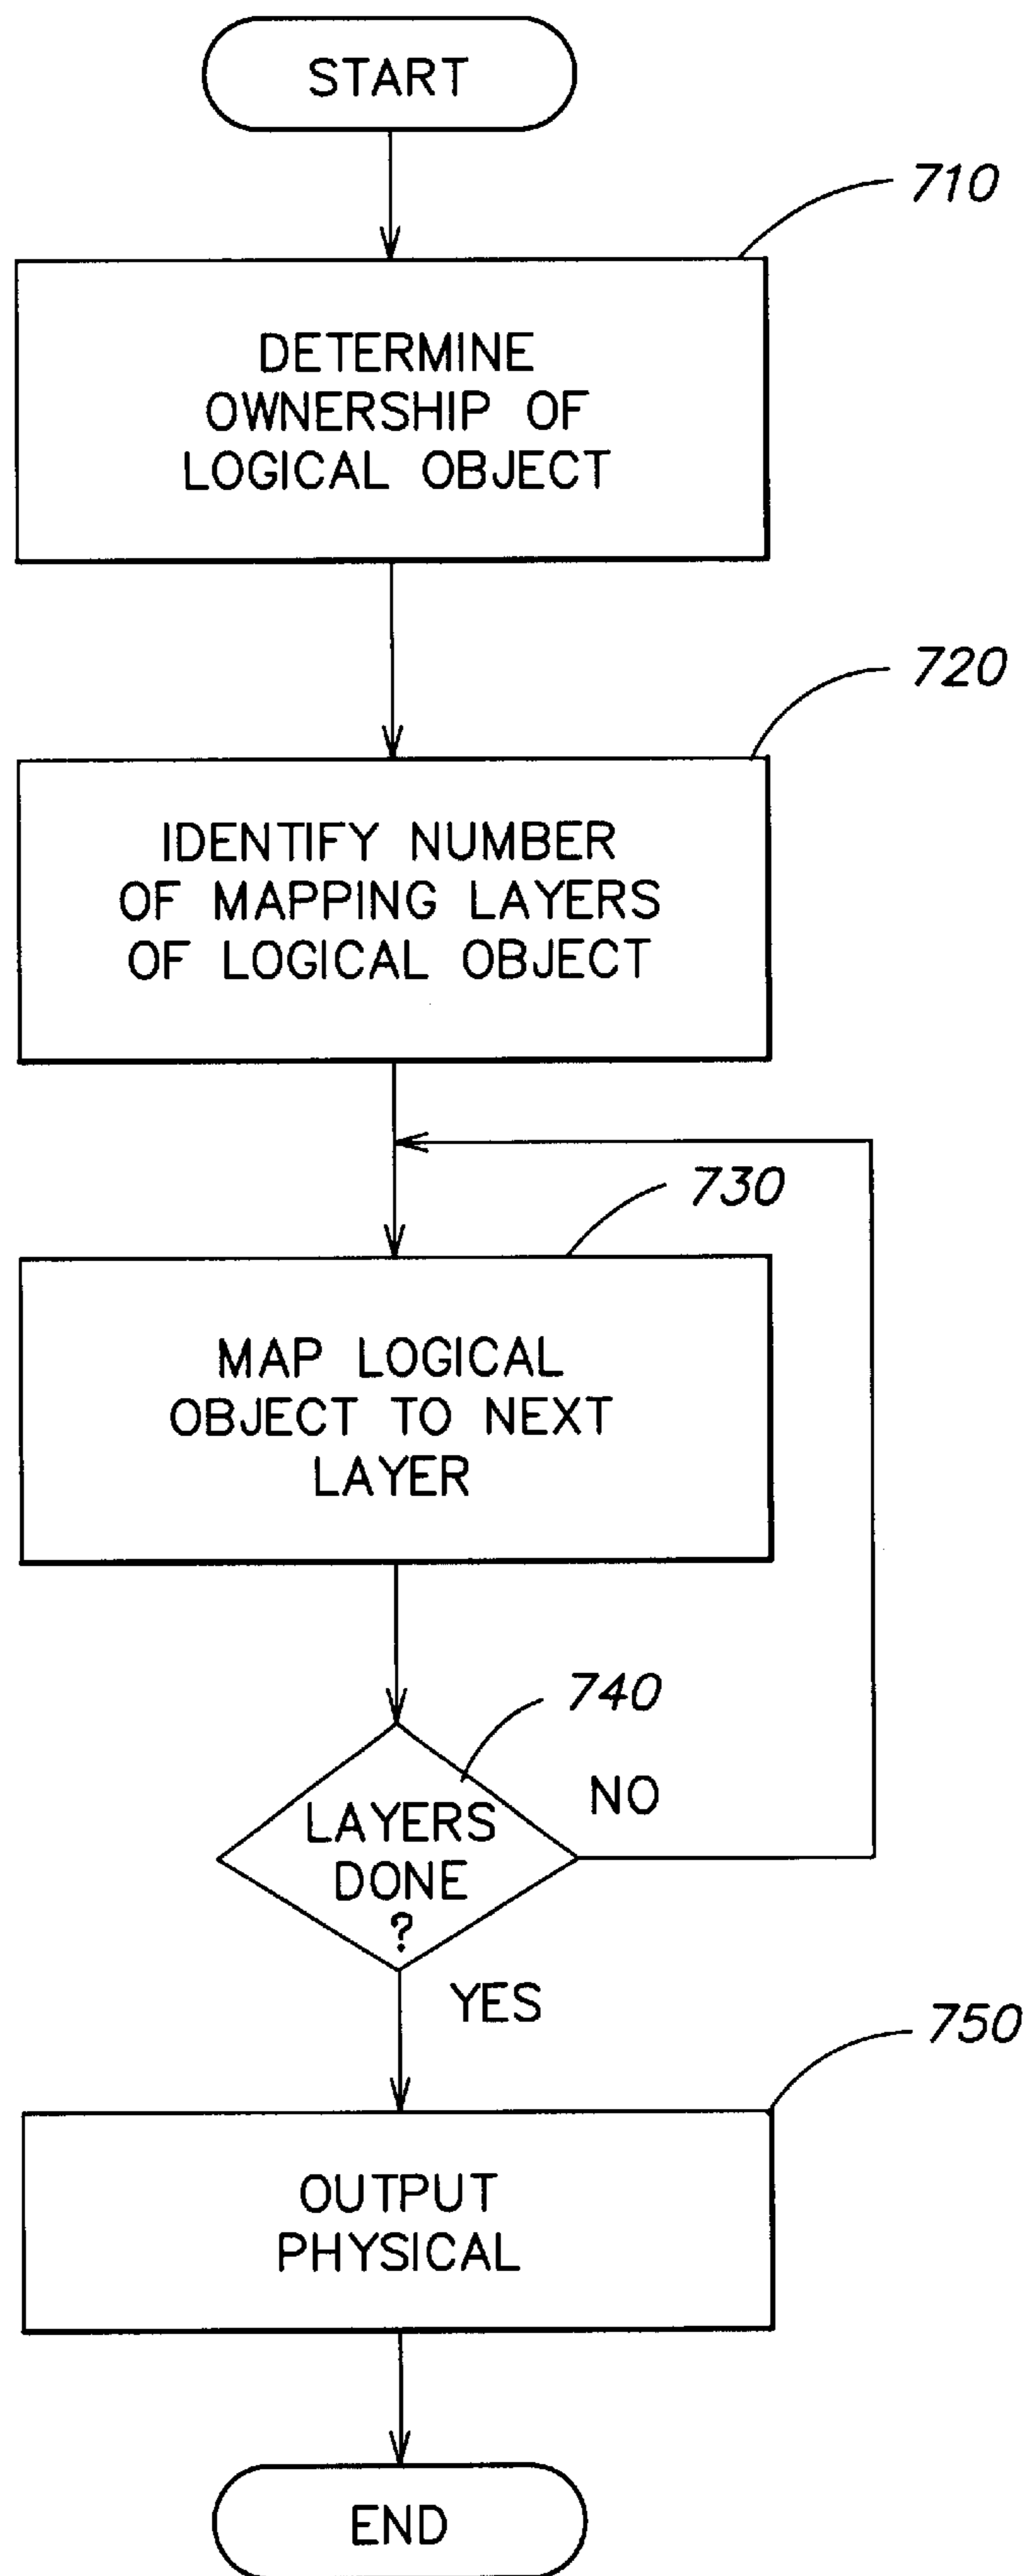 START
710
DETERMINE
OWNERSHIP OF
LOGICAL OBJECT
720
IDENTIFY NUMBER
OF MAPPING LAYERS
OF LOGICAL OBJECT
730
MAP LOGICAL
OBJECT TO NEXT
LAYER
740
LAYERS
DONE
?
NO
YES
750
OUTPUT
PHYSICAL
END